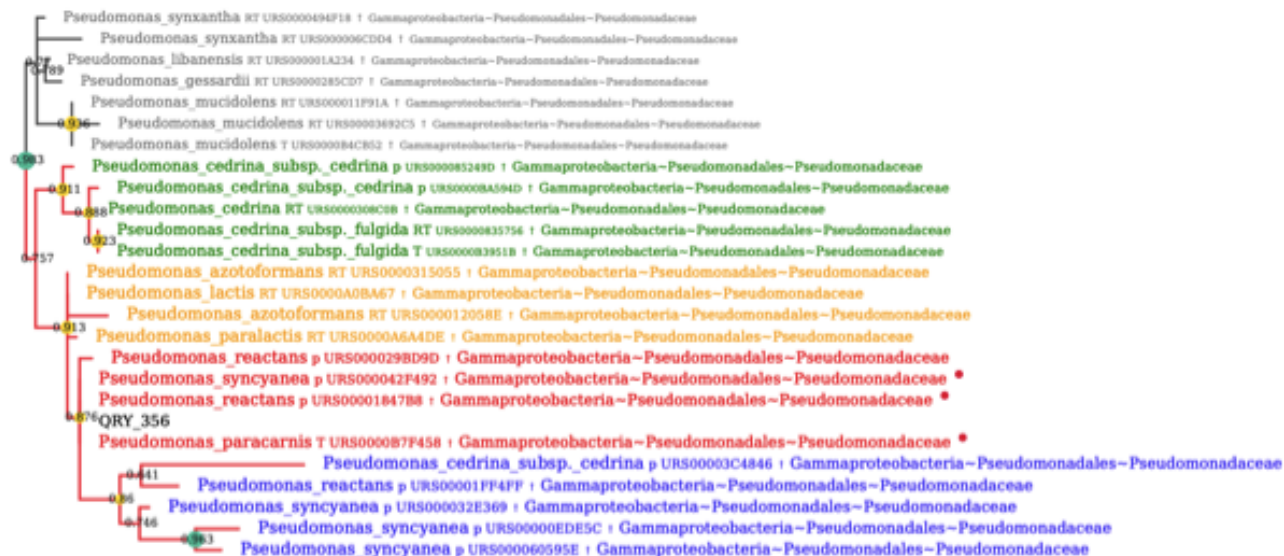 Pseudomonas_synxantha RT URS0000494F18 ↑ Gammaproteobacteria~Pseudomonadales~Pseudomonadaceae
Pseudomonas_synxantha RT URS000006CDD4 ↑ Gammaproteobacteria~Pseudomonadales~Pseudomonadaceae
Pseudomonas_libanensis RT URS000001A234 ↑ Gammaproteobacteria~Pseudomonadales~Pseudomonadaceae
Pseudomonas_gessardii RT URS0000285CD7 ↑ Gammaproteobacteria~Pseudomonadales~Pseudomonadaceae
Pseudomonas_mucidolens RT URS000011F91A ↑ Gammaproteobacteria~Pseudomonadales~Pseudomonadaceae
0.936 Pseudomonas_mucidolens RT URS00003692C5 ↑ Gammaproteobacteria~Pseudomonadales~Pseudomonadaceae
Pseudomonas_mucidolens T URS0000B4CB52 ↑ Gammaproteobacteria~Pseudomonadales~Pseudomonadaceae
0.983
Pseudomonas_cedrina_subsp._cedrina p URS000085249D ↑ Gammaproteobacteria~Pseudomonadales~Pseudomonadaceae
0.911 Pseudomonas_cedrina_subsp._cedrina p URS0000BA594D ↑ Gammaproteobacteria~Pseudomonadales~Pseudomonadaceae
0.888 Pseudomonas_cedrina RT URS0000308C0B ↑ Gammaproteobacteria~Pseudomonadales~Pseudomonadaceae
Pseudomonas_cedrina_subsp._fulgida RT URS0000835756 ↑ Gammaproteobacteria~Pseudomonadales~Pseudomonadaceae
0.923 Pseudomonas_cedrina_subsp._fulgida T URS0000B3951B ↑ Gammaproteobacteria~Pseudomonadales~Pseudomonadaceae
0.757
Pseudomonas_azotoformans RT URS0000315055 ↑ Gammaproteobacteria~Pseudomonadales~Pseudomonadaceae
Pseudomonas_lactis RT URS0000A0BA67 ↑ Gammaproteobacteria~Pseudomonadales~Pseudomonadaceae
Pseudomonas_azotoformans RT URS000012058E ↑ Gammaproteobacteria~Pseudomonadales~Pseudomonadaceae
0.913 Pseudomonas_paralactis RT URS0000A6A4DE ↑ Gammaproteobacteria~Pseudomonadales~Pseudomonadaceae
Pseudomonas_reactans p URS000029BD9D ↑ Gammaproteobacteria~Pseudomonadales~Pseudomonadaceae
Pseudomonas_syncyanea p URS000042F492 ↑ Gammaproteobacteria~Pseudomonadales~Pseudomonadaceae
Pseudomonas_reactans p URS00001847B8 ↑ Gammaproteobacteria~Pseudomonadales~Pseudomonadaceae
0.876 QRY_356
Pseudomonas_paracarnis T URS0000B7F458 ↑ Gammaproteobacteria~Pseudomonadales~Pseudomonadaceae
Pseudomonas_cedrina_subsp._cedrina p URS00003C4846 ↑ Gammaproteobacteria~Pseudomonadales~Pseudomonadaceae
0.641
Pseudomonas_reactans p URS00001FF4FF ↑ Gammaproteobacteria~Pseudomonadales~Pseudomonadaceae
0.86
Pseudomonas_syncyanea p URS000032E369 ↑ Gammaproteobacteria~Pseudomonadales~Pseudomonadaceae
0.746 Pseudomonas_syncyanea p URS00000EDE5C ↑ Gammaproteobacteria~Pseudomonadales~Pseudomonadaceae
0.963
Pseudomonas_syncyanea p URS000060595E ↑ Gammaproteobacteria~Pseudomonadales~Pseudomonadaceae